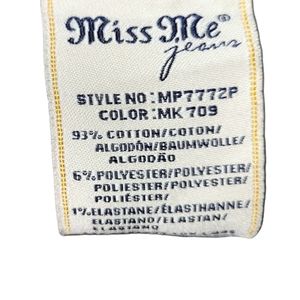 Miss Me®
jeans
STYLE NO:MP7772P
COLOR:MK 709
93% COTTON/COTON/
ALGODÓN/BAUMWOLLE/
ALGODÃO
6%POLYESTER/POLYESTER/
POLIESTER/POLYESTER/
POLIÉSTER
1%ELASTANE/ÉLASTHANNE/
ELASTANO/ELASTAN/